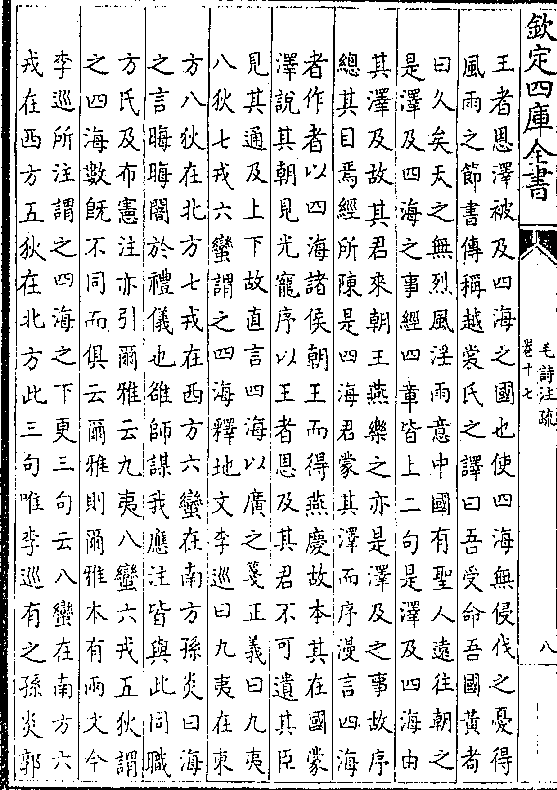 欽定四庫全書
毛詩注疏
卷十七
八
王者恩澤被及四海之國也使四海無侵伐之憂得
風雨之節書傳稱越裳氏之譯曰吾受命吾國黃耇
曰久矣天之無烈風淫雨意中國有聖人遠往朝之
是澤及四海之事經四章皆上二句是澤及四海由
其澤及故其君來朝王燕樂之亦是澤及之事故序
總其目焉經所陳是四海君蒙其澤而序漫言四海
者作者以四海諸侯朝王而得燕慶故本其在國蒙
澤說其朝見光寵序以王者恩及其君不可遺其臣
見其通及上下故直言四海以廣之箋正義曰九夷
八狄七戎六蠻謂之四海釋地文李巡曰九夷在東
方八狄在北方七戎在西方六蠻在南方孫炎曰海
之言晦晦闇於禮儀也雒師謀我應注皆與此同職
方氏及布憲注亦引爾雅云九夷八蠻六戎五狄謂
之四海數旣不同而俱云爾雅則爾雅本有兩文今
李巡所注謂之四海之下更三句云八蠻在南方六
戎在西方五狄在北方此三句唯李巡有之孫炎郭